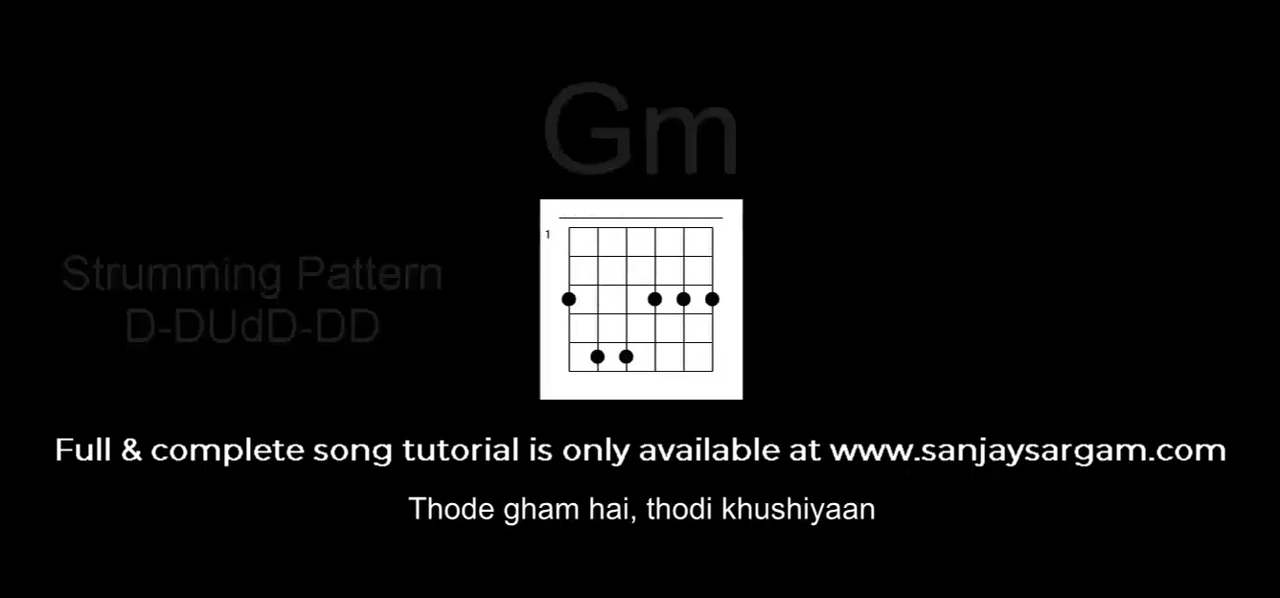 Gm
1
Strumming Pattern
D-DUdD-DD
Full & complete song tutorial is only available at www.sanjaysargam.com
Thode gham hai, thodi khushiyaan